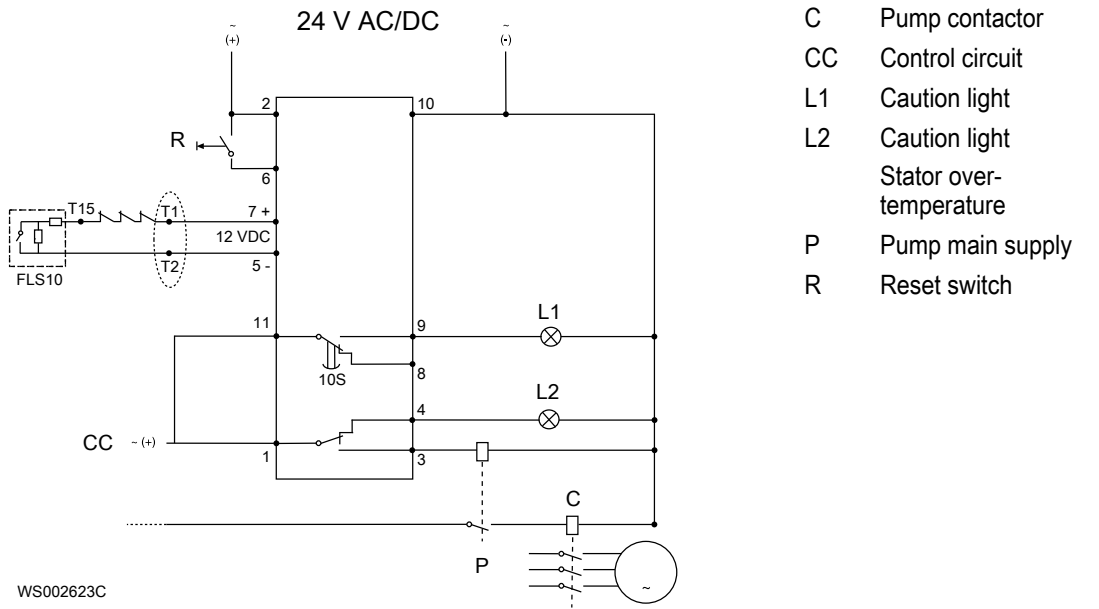 24 V AC/DC
~
(+)
~
(-)
2
10
R
6
T15
T1
7 +
12 VDC
T2
5 -
FLS10
11
9
L1
10S
8
4
L2
CC ~ (+)
1
3
C
P
~
WS002623C
C Pump contactor
CC Control circuit
L1 Caution light
L2 Caution light
Stator over-
temperature
P Pump main supply
R Reset switch